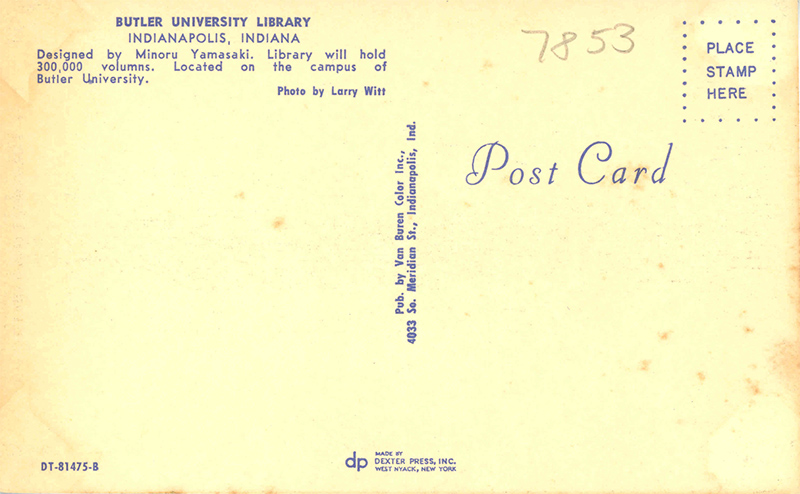 BUTLER UNIVERSITY LIBRARY
INDIANAPOLIS, INDIANA
Designed by Minoru Yamasaki. Library will hold
300,000 volumns. Located on the campus of
Butler University.
Photo by Larry Witt
7853
PLACE
STAMP
HERE
Post Card
Pub. by Van Buren Color Inc.,
4033 So. Meridian St., Indianapolis, Ind.
DT-81475-B
dp
MADE BY
DEXTER PRESS, INC.
WEST NYACK, NEW YORK